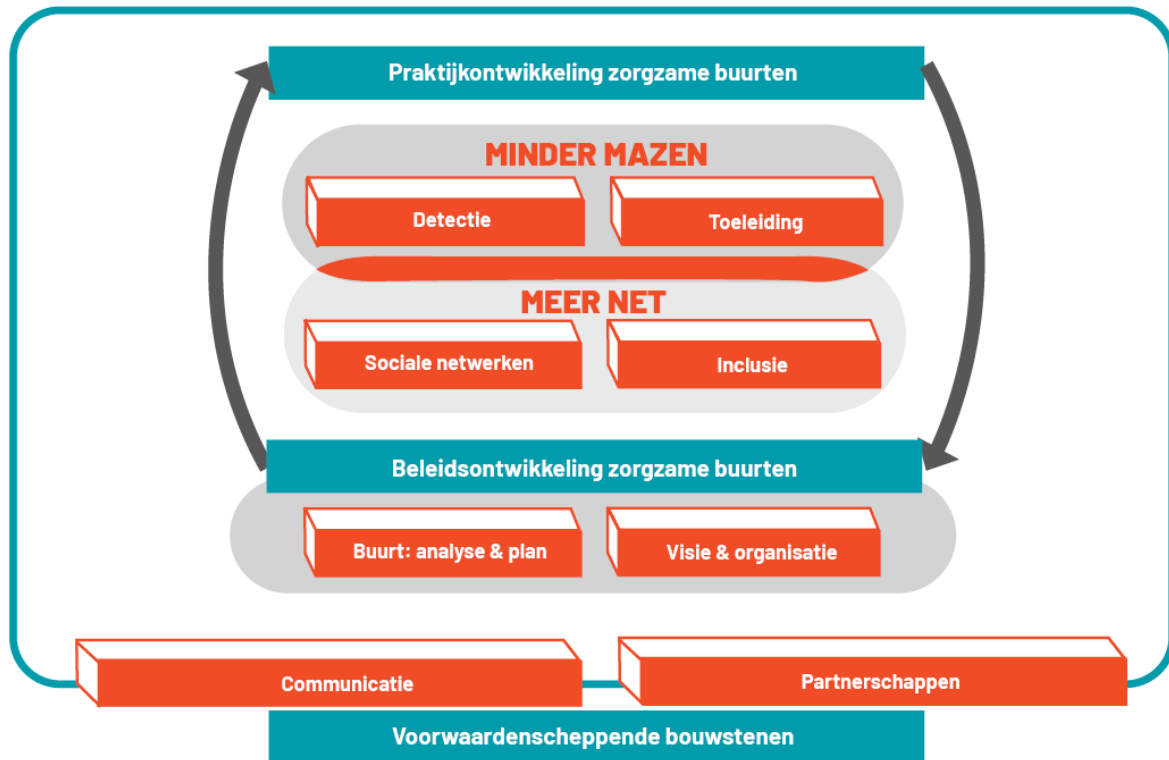 Praktijkontwikkeling zorgzame buurten
MINDER MAZEN
Detectie
Toeleiding
MEER NET
Sociale netwerken
Inclusie
Beleidsontwikkeling zorgzame buurten
Buurt: analyse & plan
Visie & organisatie
Communicatie
Partnerschappen
Voorwaardenscheppende bouwstenen